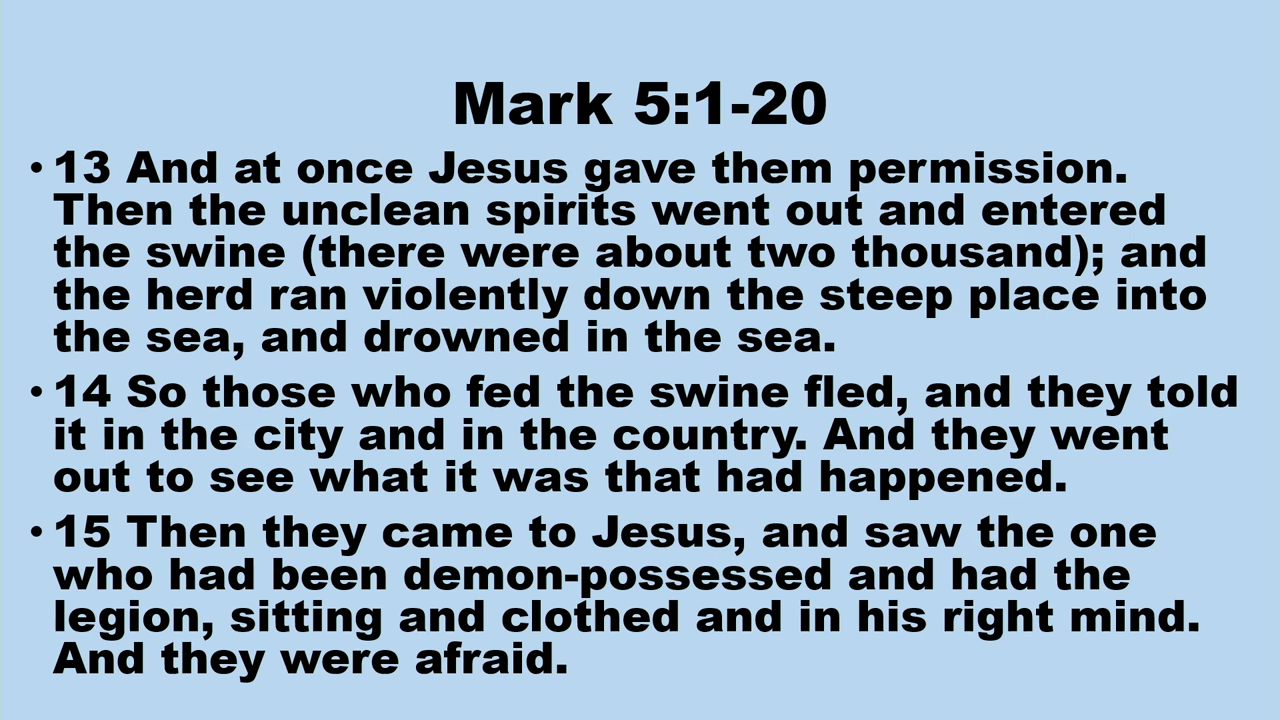 Mark 5:1-20
• 13 And at once Jesus gave them permission.
Then the unclean spirits went out and entered
the swine (there were about two thousand); and
the herd ran violently down the steep place into
the sea, and drowned in the sea.
• 14 So those who fed the swine fled, and they told
it in the city and in the country. And they went
out to see what it was that had happened.
• 15 Then they came to Jesus, and saw the one
who had been demon-possessed and had the
legion, sitting and clothed and in his right mind.
And they were afraid.